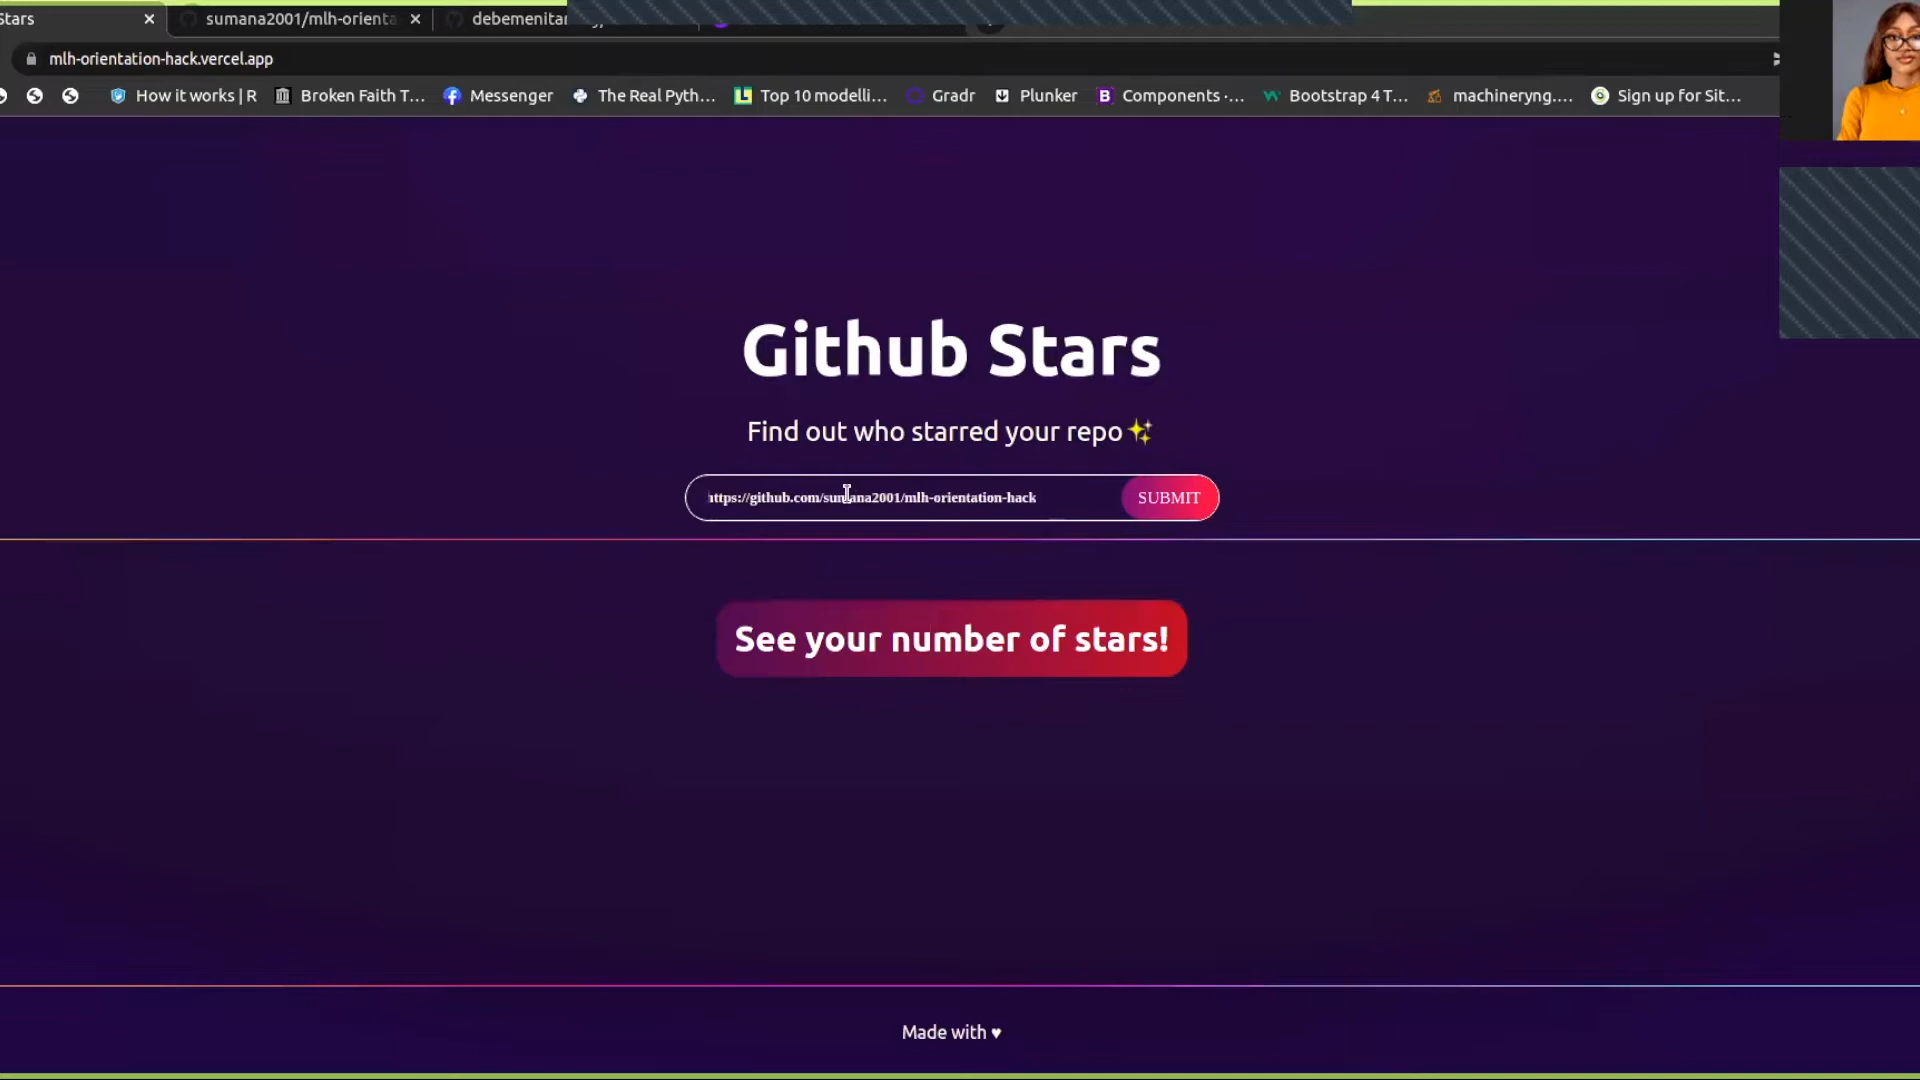 Stars
sumana2001/mlh-orienta
debemenitar
mlh-orientation-hack.vercel.app
How it works | R
Broken Faith T...
Messenger
The Real Pyth...
Top 10 modelli...
Gradr
Plunker
Components ·...
Bootstrap 4 T...
machineryng....
Sign up for Sit...
Github Stars
Find out who starred your repo✨
https://github.com/sumana2001/mlh-orientation-hack
SUBMIT
See your number of stars!
Made with ♥